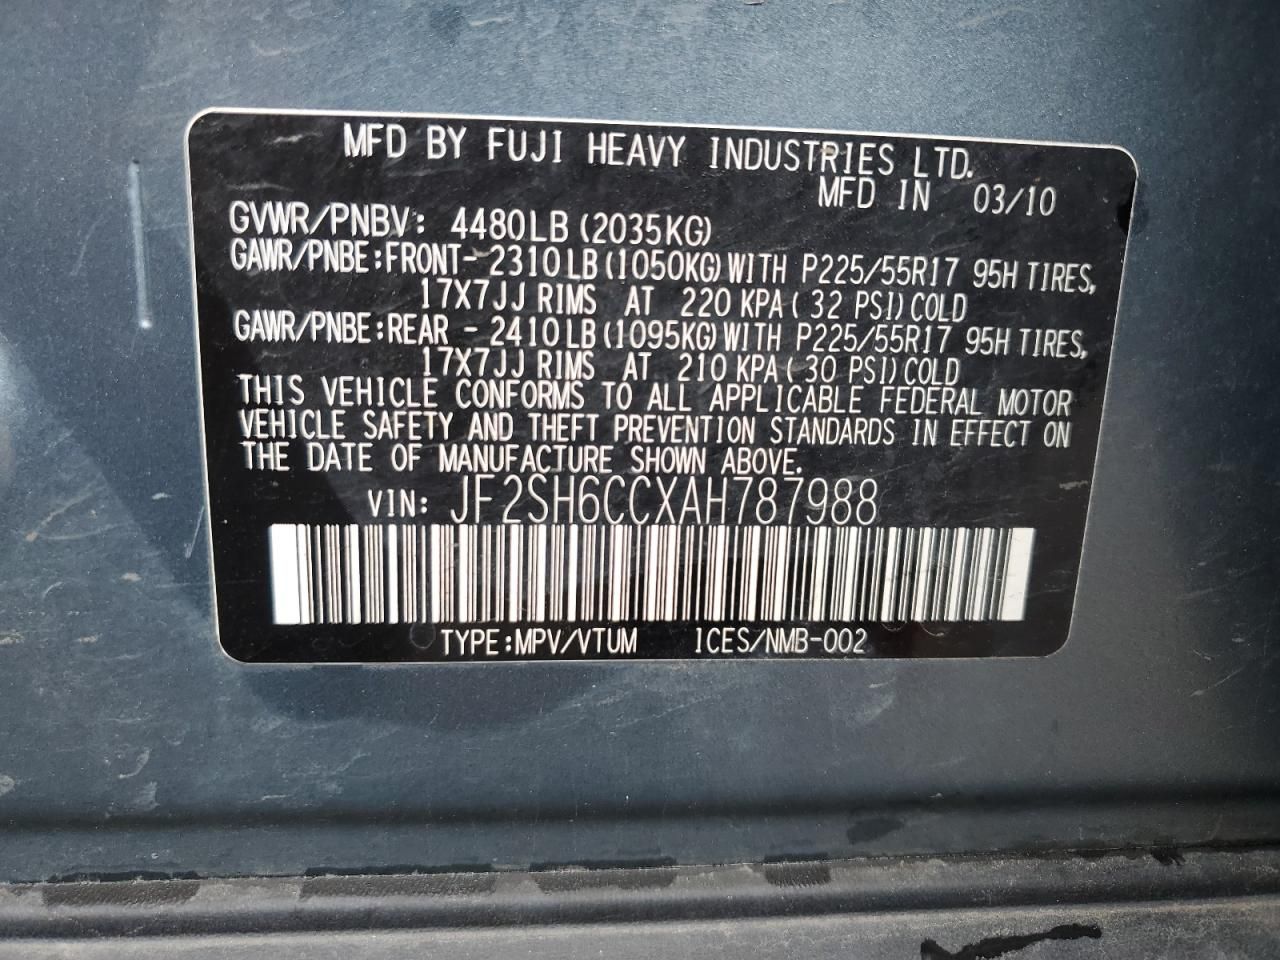 MFD BY FUJI HEAVY INDUSTRIES LTD.
MFD IN 03/10
GVWR/PNBV: 4480LB (2035KG)
GAWR/PNBE:FRONT- 2310LB(1050KG)WITH P225/55R17 95H TIRES,
17X7JJ RIMS AT 220 KPA( 32 PSI)COLD
GAWR/PNBE:REAR - 2410LB(1095KG)WITH P225/55R17 95H TIRES,
17X7JJ RIMS AT 210 KPA( 30 PSI)COLD
THIS VEHICLE CONFORMS TO ALL APPLICABLE FEDERAL MOTOR
VEHICLE SAFETY AND THEFT PREVENTION STANDARDS IN EFFECT ON
THE DATE OF MANUFACTURE SHOWN ABOVE.
VIN: JF2SH6CCXAH787988
TYPE:MPV/VTUM ICES/NMB-002